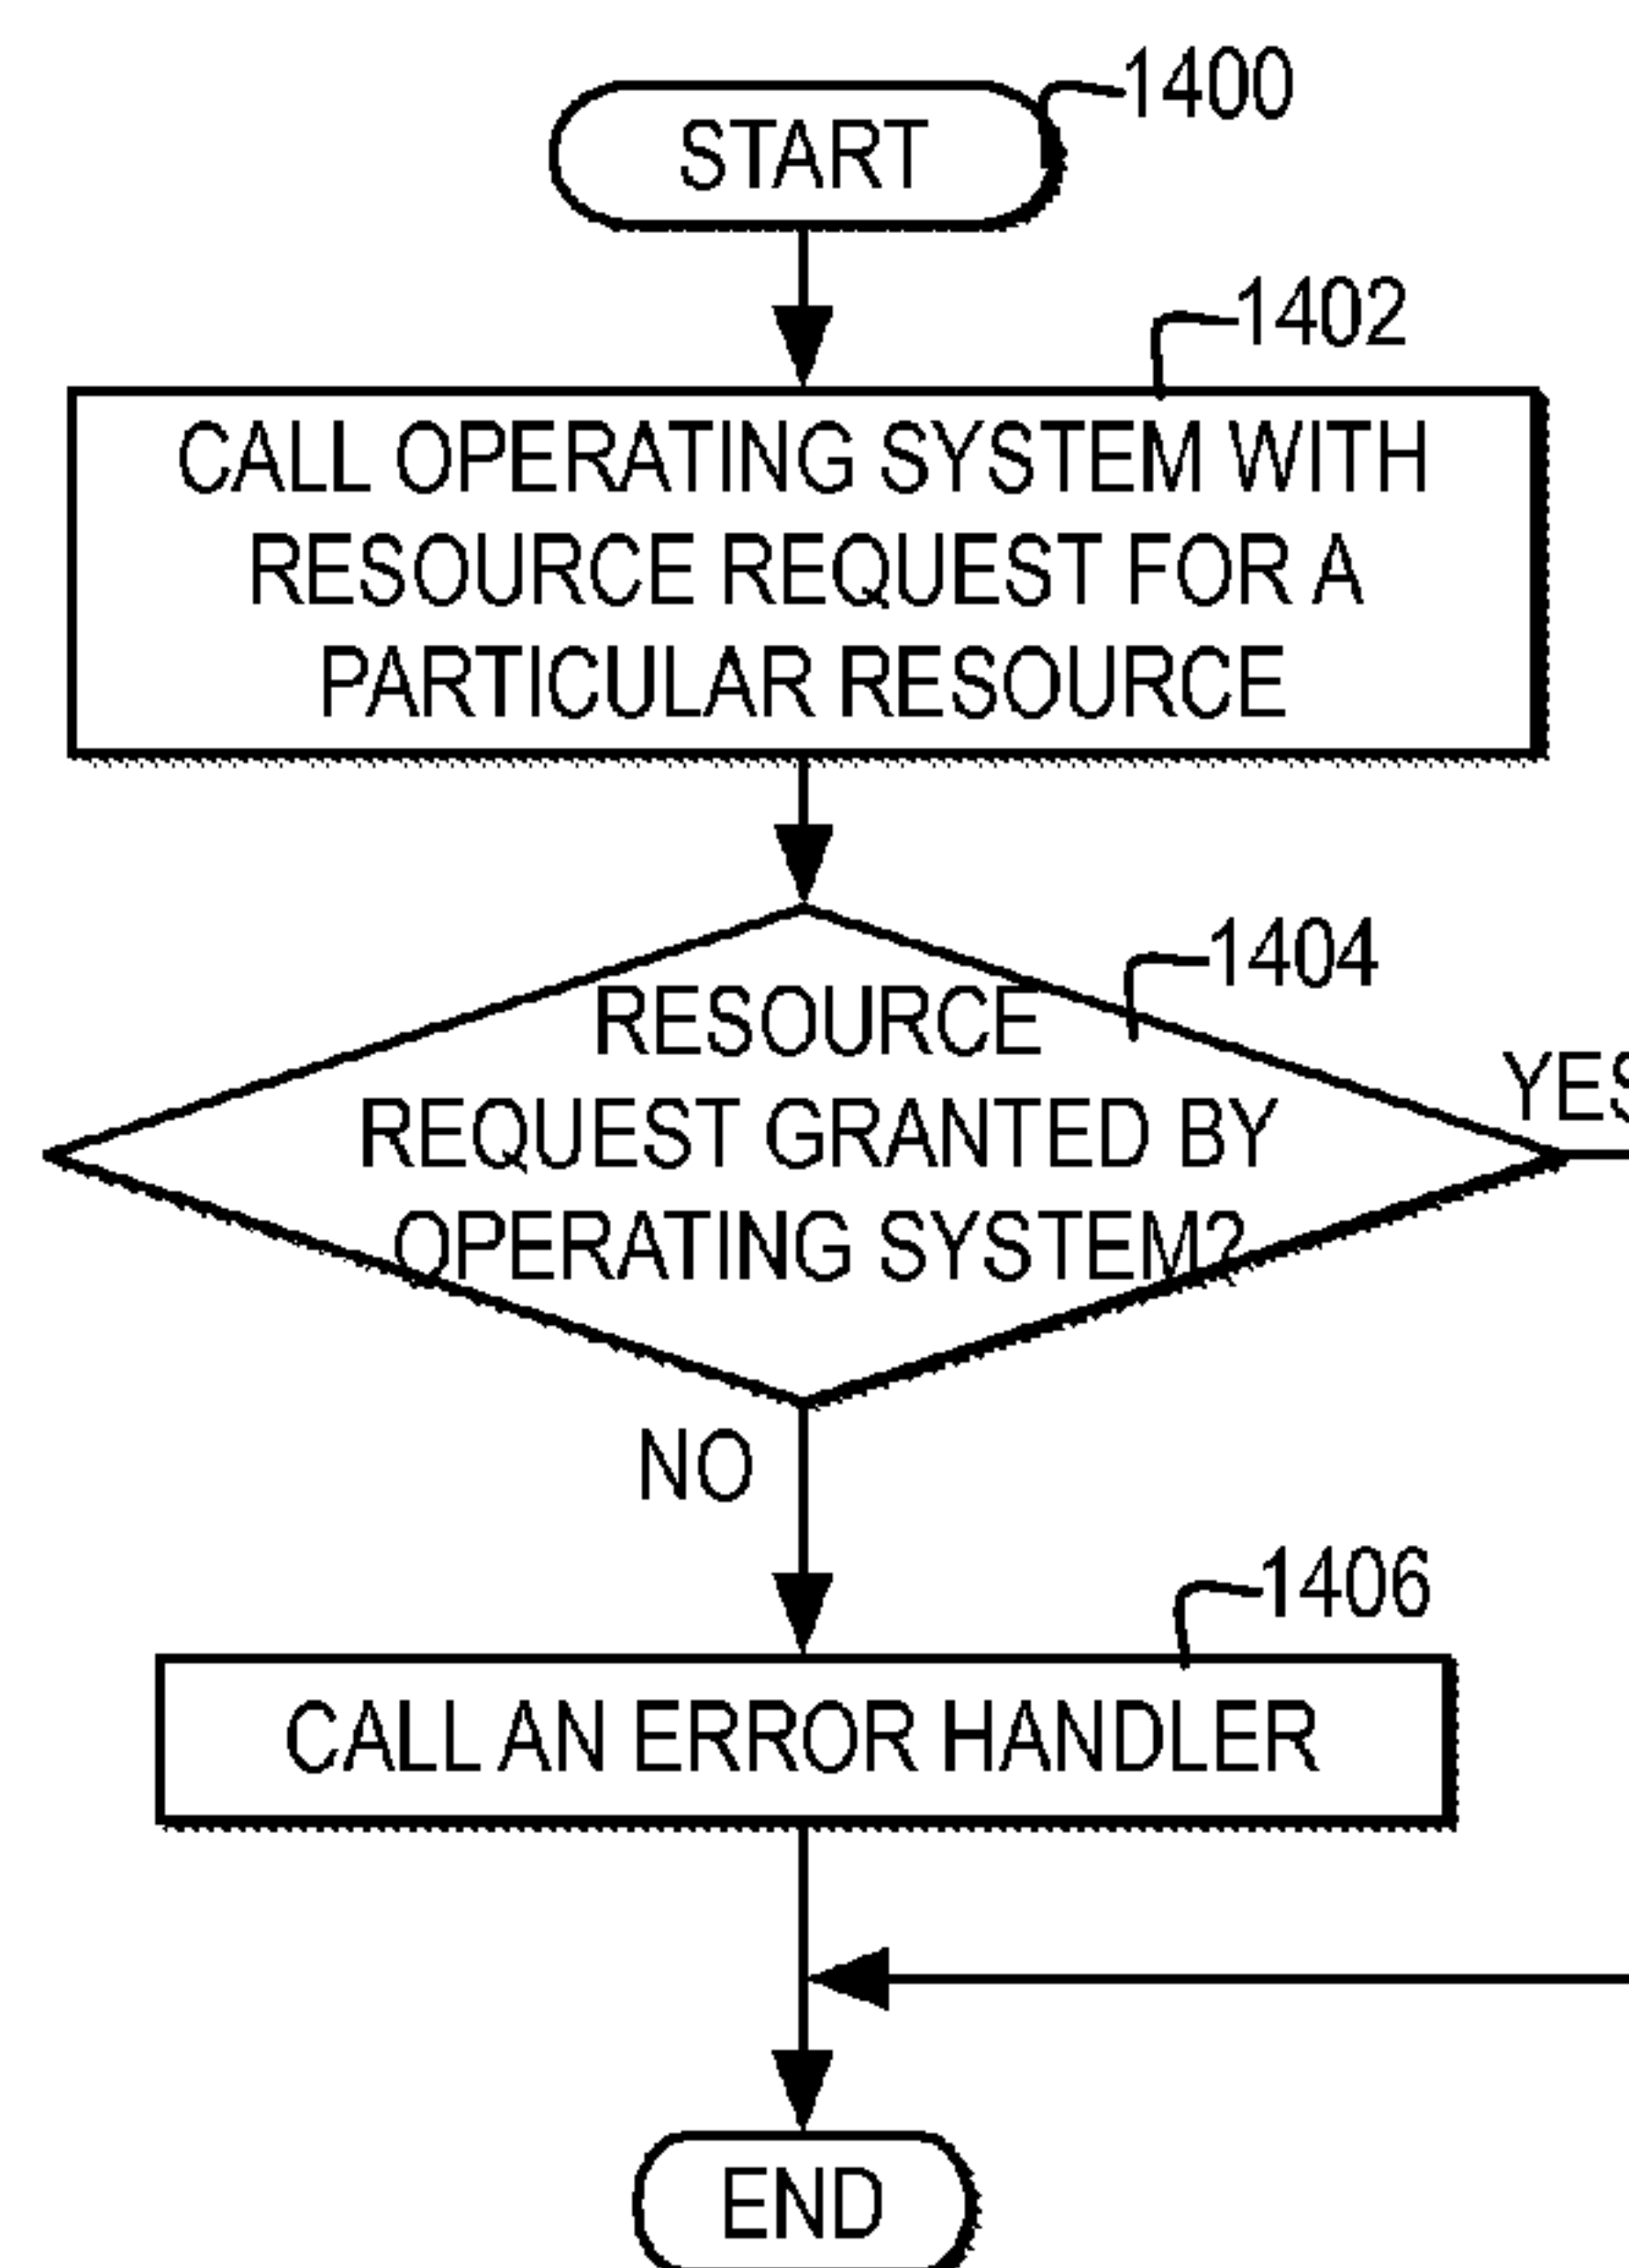 1400
START
1402
CALL OPERATING SYSTEM WITH
RESOURCE REQUEST FOR A
PARTICULAR RESOURCE
1404
RESOURCE
REQUEST GRANTED BY
OPERATING SYSTEM?
YES
NO
1406
CALL AN ERROR HANDLER
END